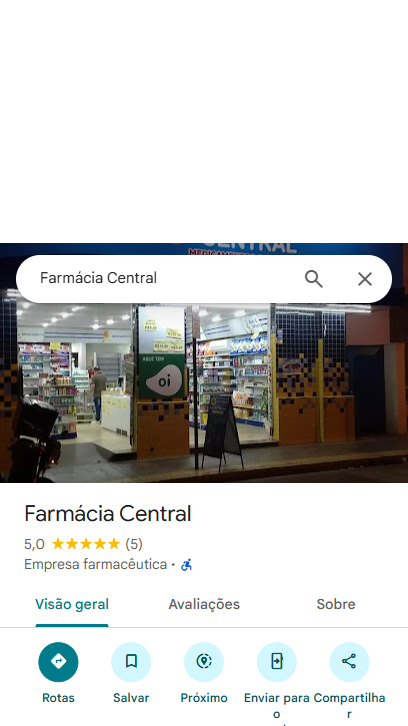 CENTRAL
Farmácia Central
AQUI TEM
oi
Farmácia Central
5,0 (5)
Empresa farmacêutica ·
Visão geral Avaliações Sobre
Rotas Salvar Próximo Enviar para o Compartilhar